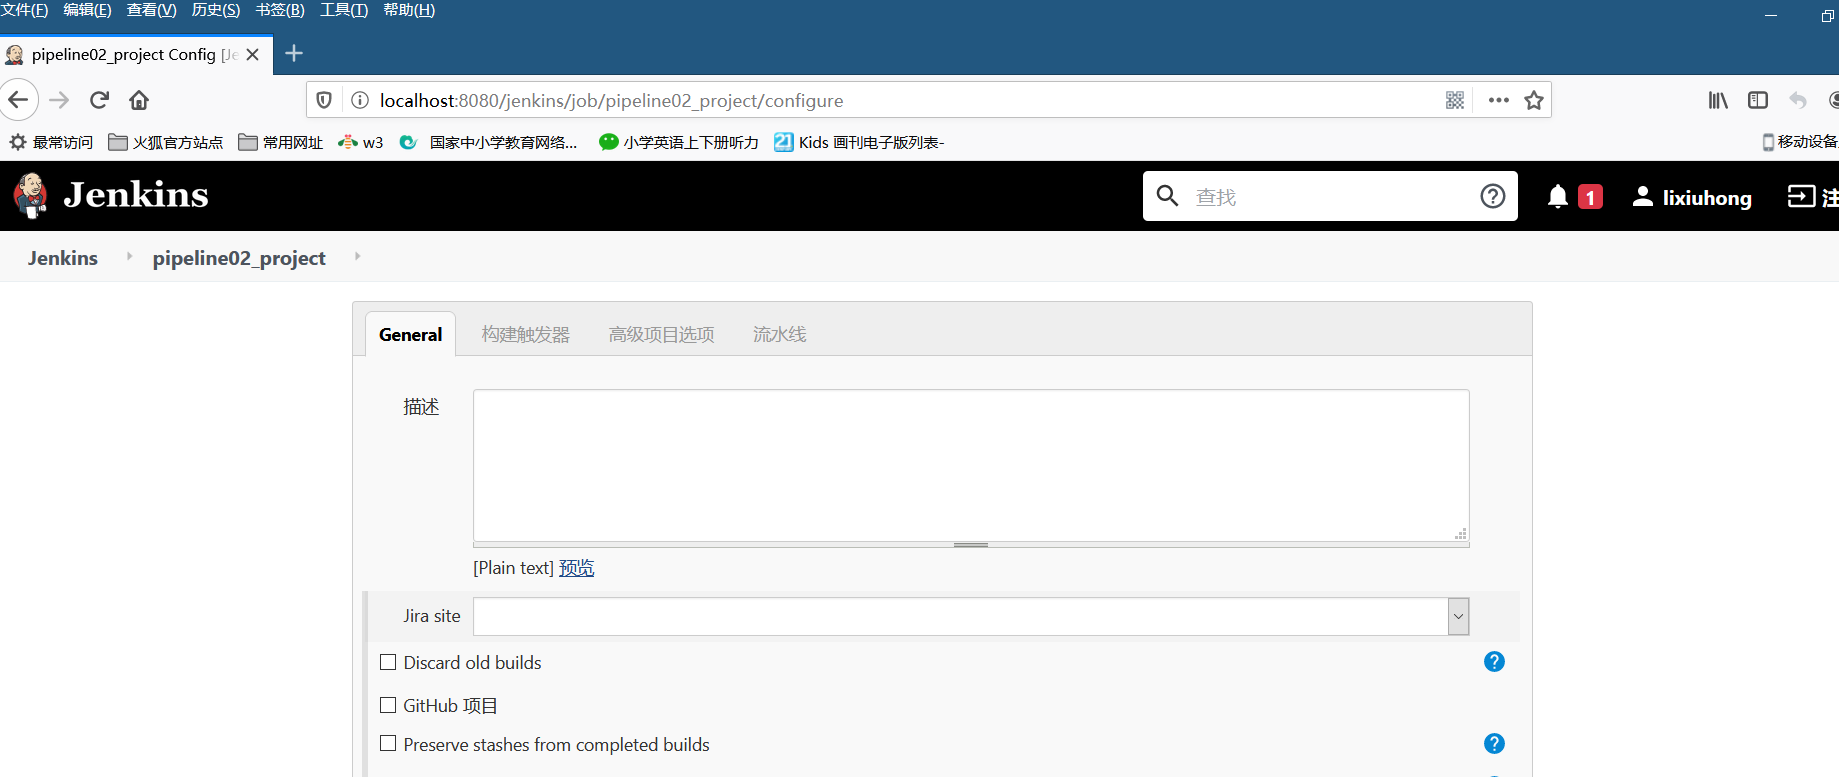 文件(F) 编辑(E) 查看(V) 历史(S) 书签(B) 工具(T) 帮助(H)
pipeline02_project Config [Je
localhost:8080/jenkins/job/pipeline02_project/configure
最常访问 火狐官方站点 常用网址 w3 国家中小学教育网络... 小学英语上下册听力 Kids 画刊电子版列表- 移动设备
Jenkins 查找 1 lixiuhong 注
Jenkins pipeline02_project
General 构建触发器 高级项目选项 流水线
描述
[Plain text] 预览
Jira site
Discard old builds
GitHub 项目
Preserve stashes from completed builds